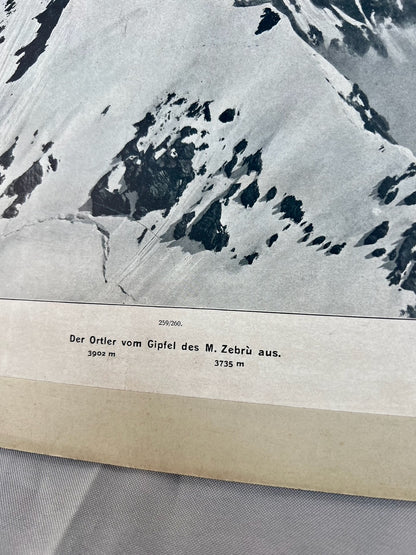 259/260.
Der Ortler vom Gipfel des M. Zebrù aus.
3902 m 3735 m